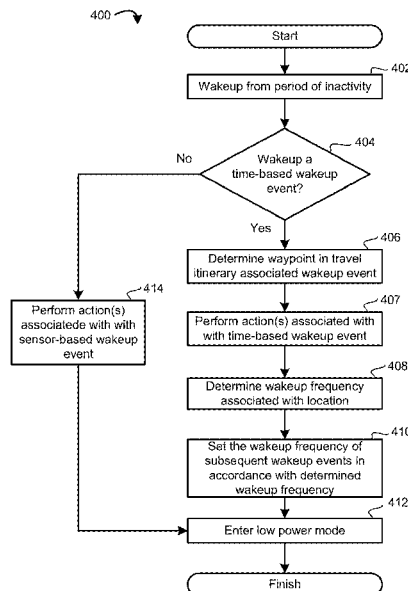 400
Start
402
Wakeup from period of inactivity
404
Wakeup a
time-based wakeup
event?
No
Yes
406
Determine waypoint in travel
itinerary associated wakeup event
414
Perform action(s)
associatede with with
sensor-based wakeup
event
407
Perform action(s) associated with
with time-based wakeup event
408
Determine wakeup frequency
associated with location
410
Set the wakeup frequency of
subsequent wakeup events in
accordance with determined
wakeup frequency
412
Enter low power mode
Finish